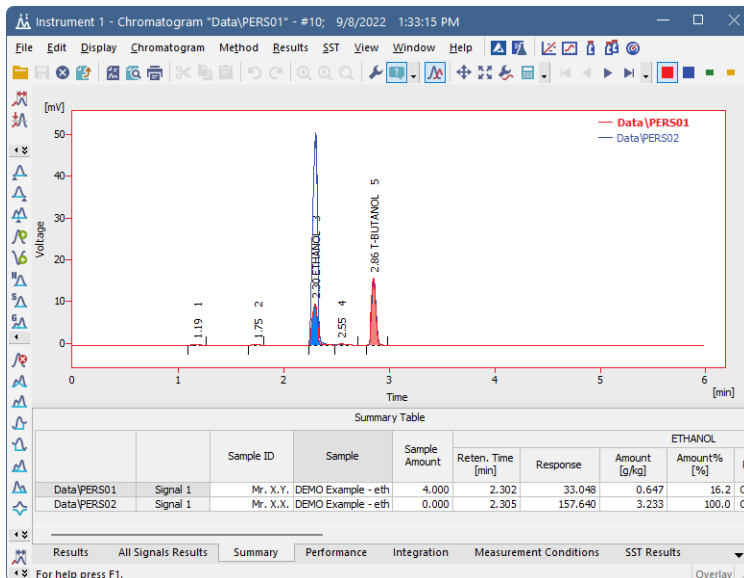 Instrument 1 - Chromatogram "Data\PERS01" - #10; 9/8/2022 1:33:15 PM
File Edit Display Chromatogram Method Results SST View Window Help
[mV]
Data\PERS01
Data\PERS02
50
40
30
20
10
0
Voltage
1.19 1
1.75 2
2.30 ETHANOL 3
2.55 4
2.86 T-BUTANOL 5
0 1 2 3 4 5 6
Time
[min]
Summary Table
ETHANOL
Sample ID Sample Sample Amount Reten. Time [min] Response Amount [g/kg] Amount% [%]
Data\PERS01 Signal 1 Mr. X.Y. DEMO Example - eth 4.000 2.302 33.048 0.647 16.2
Data\PERS02 Signal 1 Mr. X.X. DEMO Example - eth 0.000 2.305 157.640 3.233 100.0
Results All Signals Results Summary Performance Integration Measurement Conditions SST Results
For help press F1. Overlay